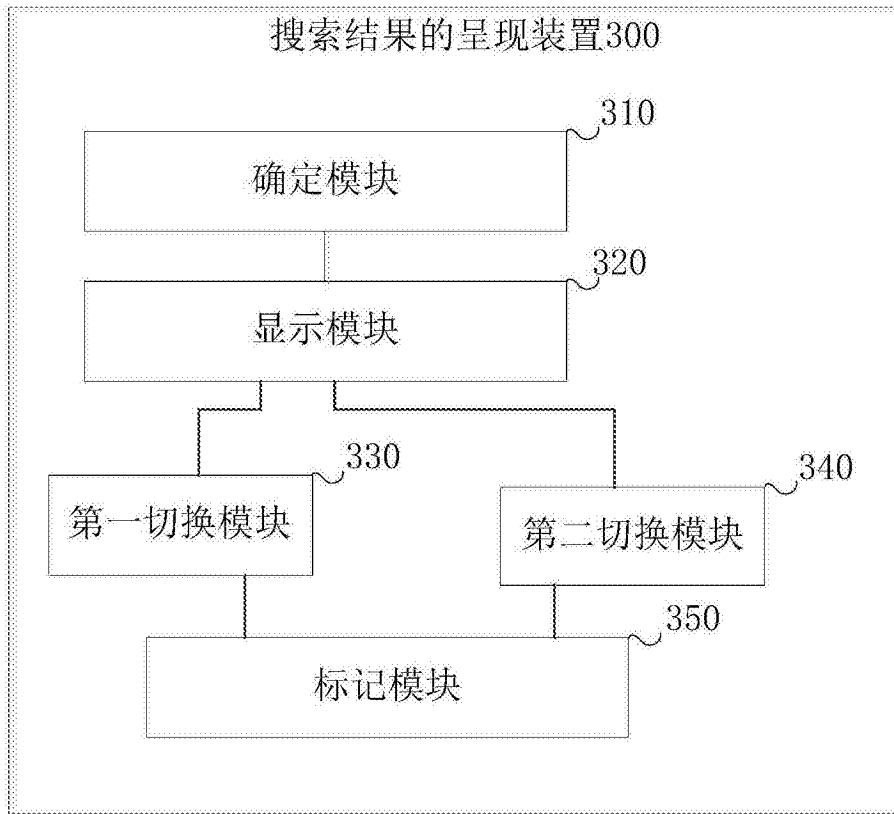 搜索结果的呈现装置300
310
确定模块
320
显示模块
330
第一切换模块
340
第二切换模块
350
标记模块